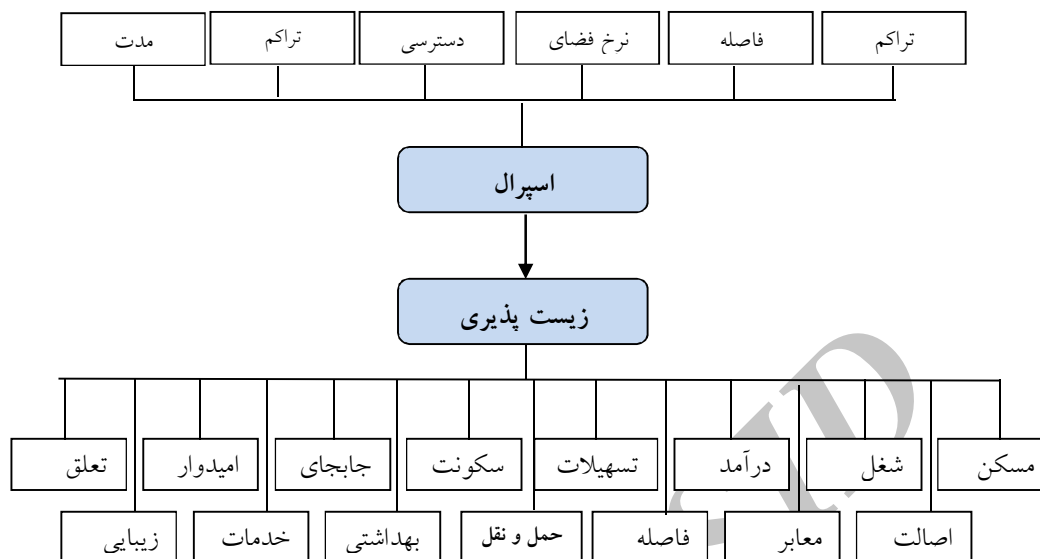 تراکم
فاصله
نرخ فضای
دسترسی
تراکم
مدت
اسپرال
زیست پذیری
مسکن
شغل
درآمد
تسهیلات
سکونت
جابجای
امیدوار
تعلق
اصالت
معابر
فاصله
حمل و نقل
بهداشتی
خدمات
زیبایی
SID